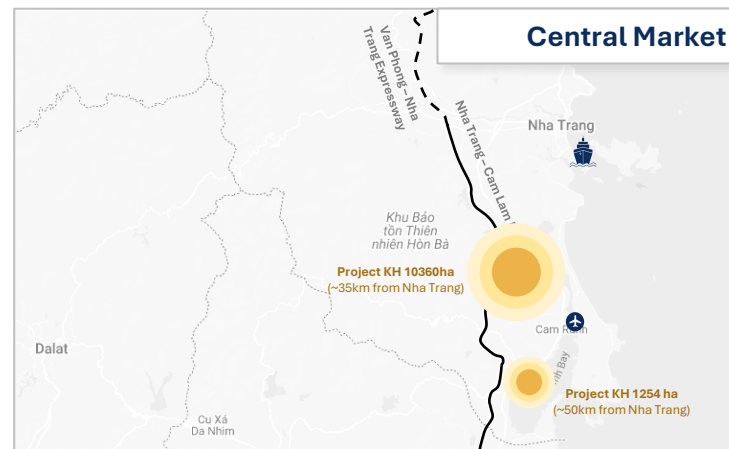 Central Market
Van Phong – Nha
Trang Expressway
Nha Trang – Cam Lam
Nha Trang
Khu Bảo
tồn Thiên
nhiên Hòn Bà
Project KH 10360ha
(~35km from Nha Trang)
Cam Ranh
Dalat
Bay
Project KH 1254 ha
(~50km from Nha Trang)
Cu Xá
Da Nhim